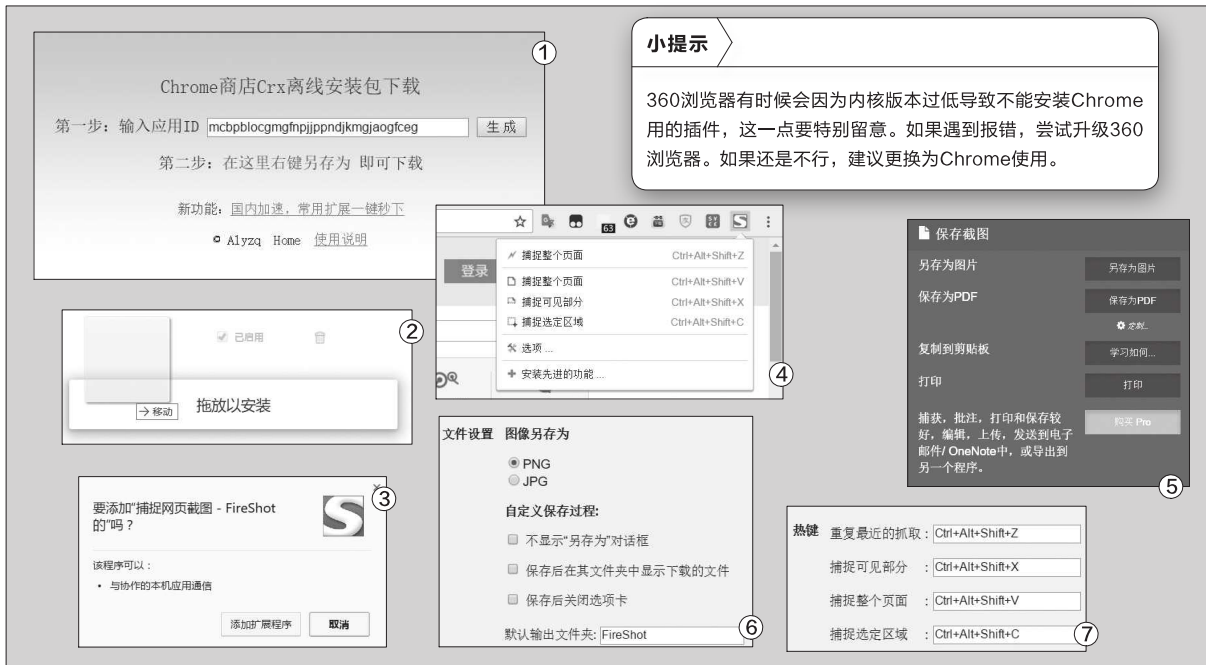 ①
Chrome商店Crx离线安装包下载
第一步：输入应用ID mcbpblocgmgfnpjjppndjkmgjaogfceg 生成
第二步：在这里右键另存为 即可下载
新功能：国内加速，常用扩展一键秒下
Alyzq Home 使用说明
小提示
360浏览器有时候会因为内核版本过低导致不能安装Chrome
用的插件，这一点要特别留意。如果遇到报错，尝试升级360
浏览器。如果还是不行，建议更换为Chrome使用。
已启用
②
→移动 拖放以安装
③
要添加“捕捉网页截图 - FireShot
的”吗？
该程序可以：
• 与协作的本机应用通信
添加扩展程序 取消
63
登录
捕捉整个页面 Ctrl+Alt+Shift+Z
捕捉整个页面 Ctrl+Alt+Shift+V
捕捉可见部分 Ctrl+Alt+Shift+X
捕捉选定区域 Ctrl+Alt+Shift+C
选项 ...
安装先进的功能 ...
④
保存截图
另存为图片 另存为图片
保存为PDF 保存为PDF
定制...
复制到剪贴板 学习如何...
打印 打印
捕获，批注，打印和保存较
好，编辑，上传，发送到电子
邮件/ OneNote中，或导出到
另一个程序。
购买 Pro
⑤
文件设置 图像另存为
PNG
JPG
自定义保存过程:
不显示“另存为”对话框
保存后在其文件夹中显示下载的文件
保存后关闭选项卡
默认输出文件夹: FireShot
⑥
热键 重复最近的抓取 : Ctrl+Alt+Shift+Z
捕捉可见部分 : Ctrl+Alt+Shift+X
捕捉整个页面 : Ctrl+Alt+Shift+V
捕捉选定区域 : Ctrl+Alt+Shift+C
⑦